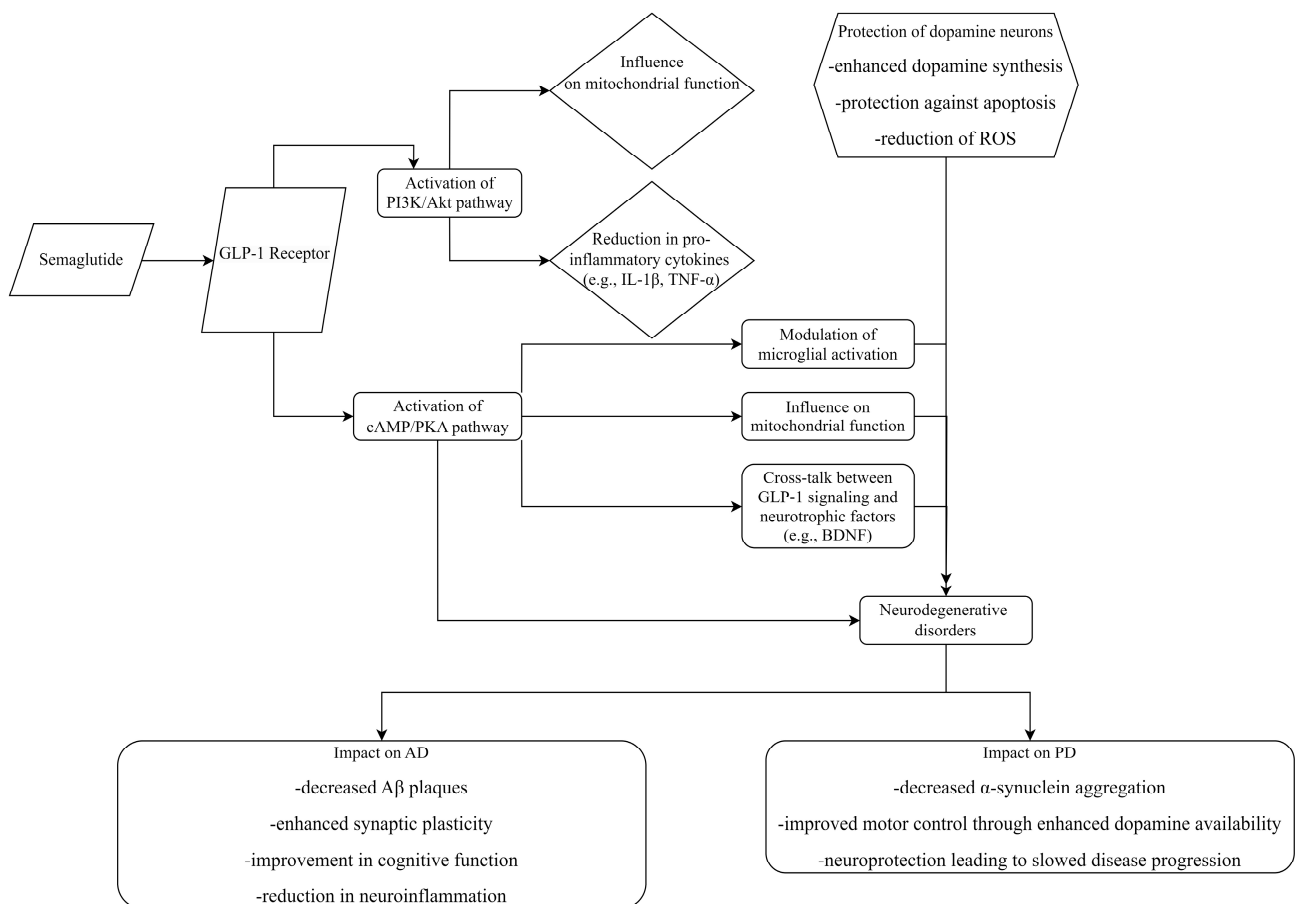 Influence
on mitochondrial function
Protection of dopamine neurons
-enhanced dopamine synthesis
-protection against apoptosis
-reduction of ROS
Activation of
PI3K/Akt pathway
Semaglutide
GLP-1 Receptor
Reduction in pro-
inflammatory cytokines
(e.g., IL-1β, TNF-α)
Modulation of
microglial activation
Activation of
cAMP/PKA pathway
Influence on
mitochondrial function
Cross-talk between
GLP-1 signaling and
neurotrophic factors
(e.g., BDNF)
Neurodegenerative
disorders
Impact on AD
-decreased Aβ plaques
-enhanced synaptic plasticity
-improvement in cognitive function
-reduction in neuroinflammation
Impact on PD
-decreased α-synuclein aggregation
-improved motor control through enhanced dopamine availability
-neuroprotection leading to slowed disease progression